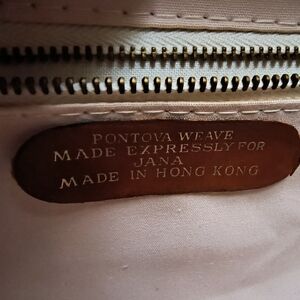 PONTOVA WEAVE
MADE EXPRESSLY FOR
JANA
MADE IN HONG KONG